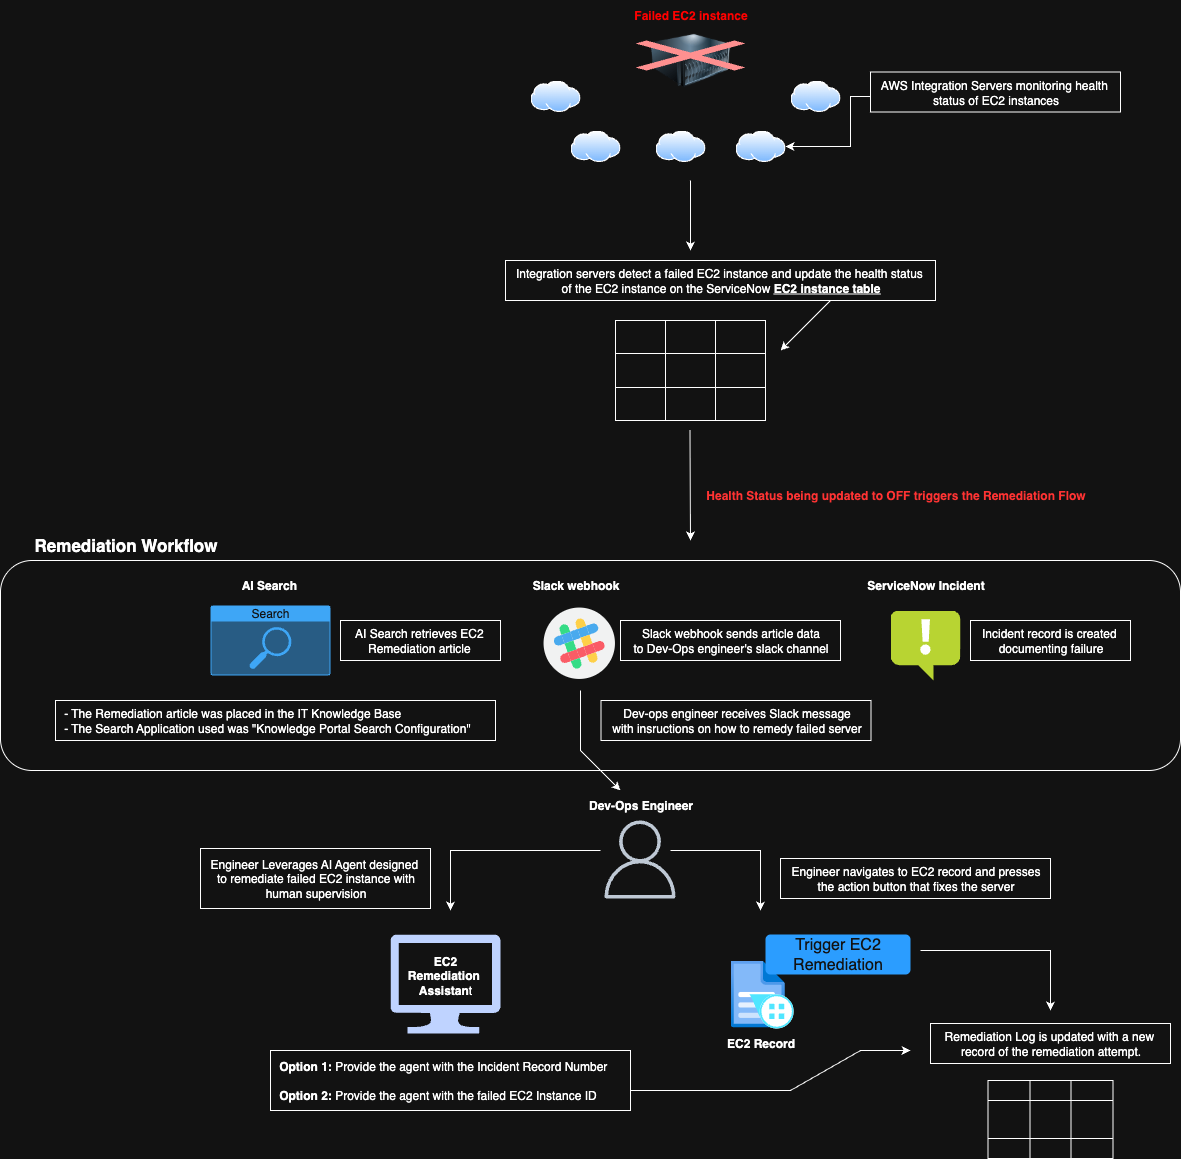 Failed EC2 instance
AWS Integration Servers monitoring health
status of EC2 instances
Integration servers detect a failed EC2 instance and update the health status
of the EC2 instance on the ServiceNow EC2 instance table
Health Status being updated to OFF triggers the Remediation Flow
Remediation Workflow
AI Search
Search
AI Search retrieves EC2
Remediation article
Slack webhook
Slack webhook sends article data
to Dev-Ops engineer's slack channel
ServiceNow Incident
Incident record is created
documenting failure
- The Remediation article was placed in the IT Knowledge Base
- The Search Application used was "Knowledge Portal Search Configuration"
Dev-ops engineer receives Slack message
with insructions on how to remedy failed server
Dev-Ops Engineer
Engineer Leverages AI Agent designed
to remediate failed EC2 instance with
human supervision
Engineer navigates to EC2 record and presses
the action button that fixes the server
EC2
Remediation
Assistant
Trigger EC2
Remediation
EC2 Record
Remediation Log is updated with a new
record of the remediation attempt.
Option 1: Provide the agent with the Incident Record Number
Option 2: Provide the agent with the failed EC2 Instance ID